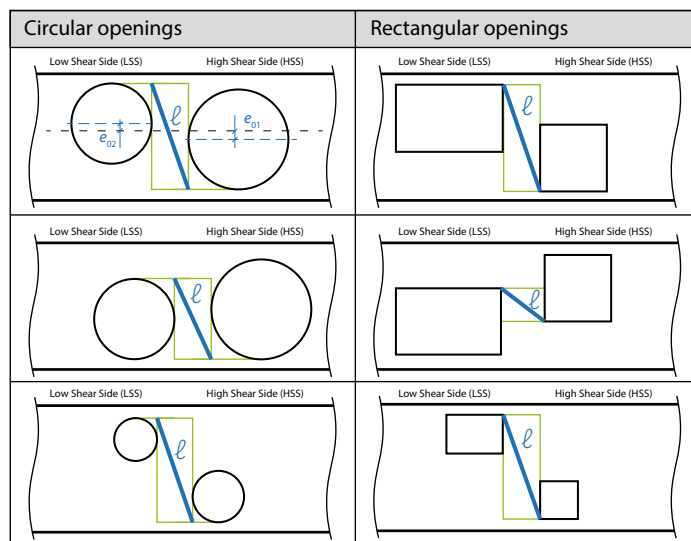 Circular openings
Rectangular openings
Low Shear Side (LSS) High Shear Side (HSS)
ℓ
e01
e02
Low Shear Side (LSS) High Shear Side (HSS)
ℓ
Low Shear Side (LSS) High Shear Side (HSS)
ℓ
Low Shear Side (LSS) High Shear Side (HSS)
ℓ
Low Shear Side (LSS) High Shear Side (HSS)
ℓ
Low Shear Side (LSS) High Shear Side (HSS)
ℓ